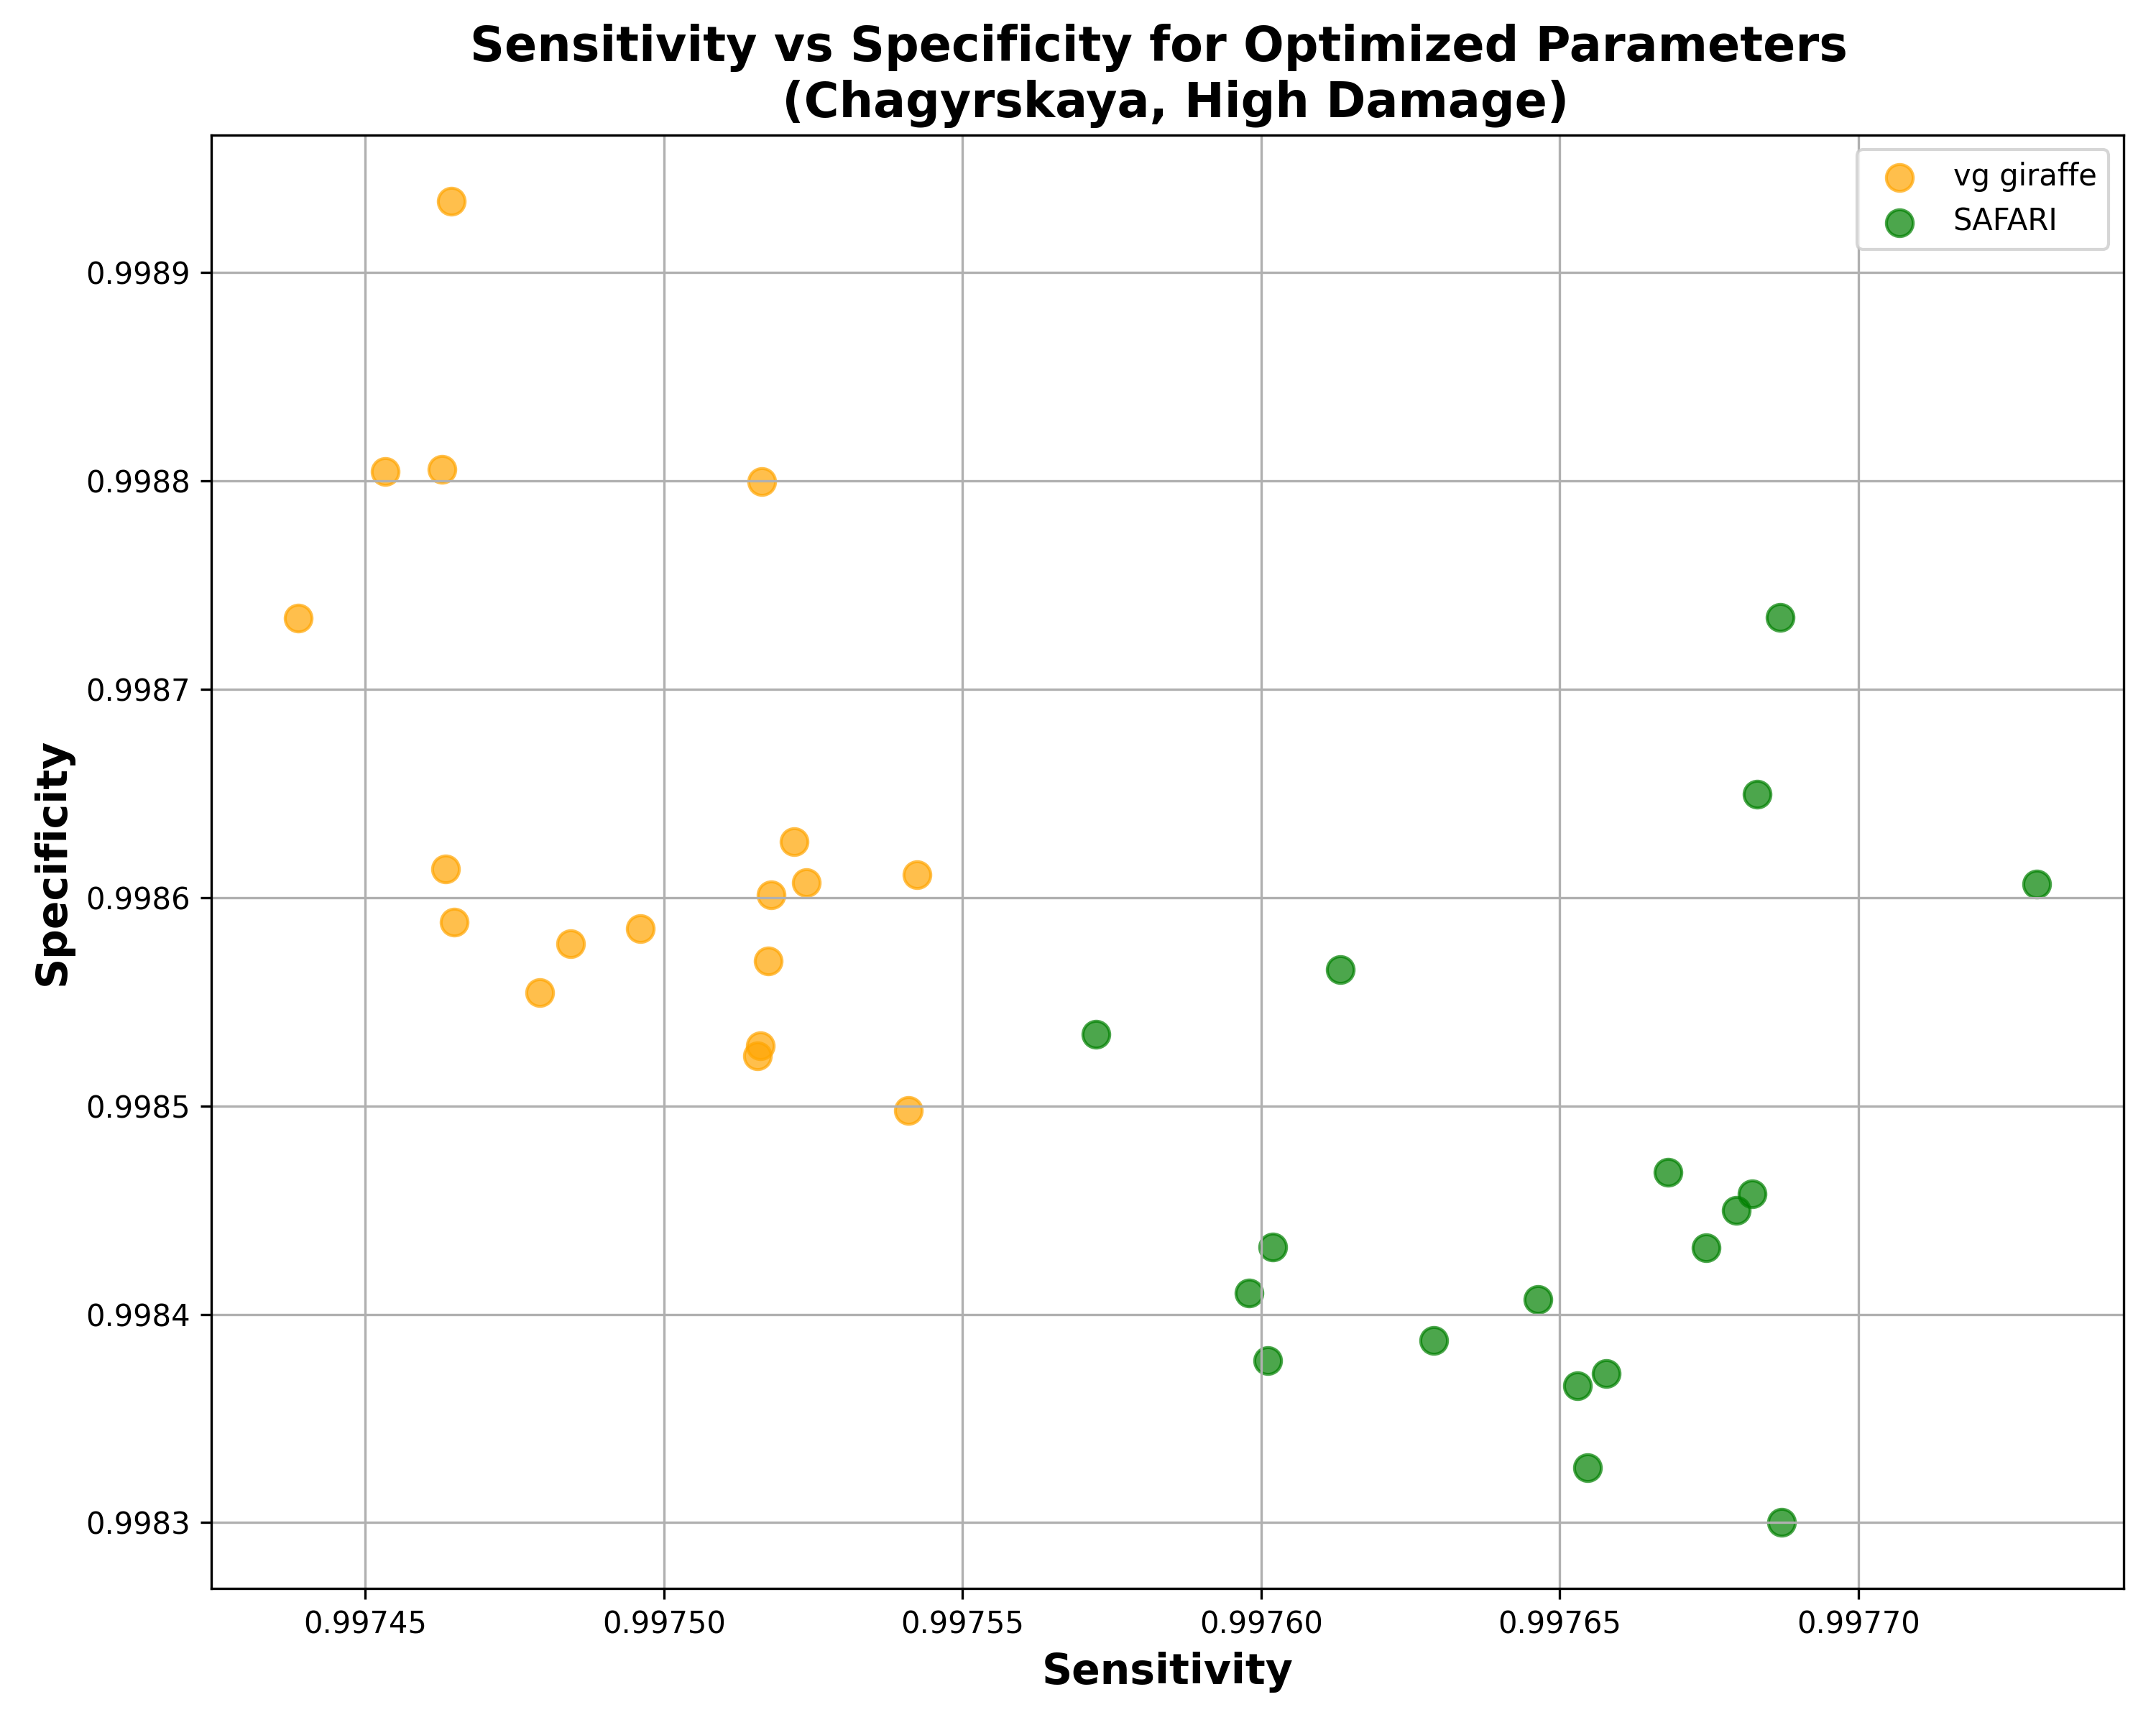 Sensitivity vs Specificity for Optimized Parameters
(Chagyrskaya, High Damage)
vg giraffe
SAFARI
Specificity
0.9989
0.9988
0.9987
0.9986
0.9985
0.9984
0.9983
0.99745
0.99750
0.99755
0.99760
0.99765
0.99770
Sensitivity